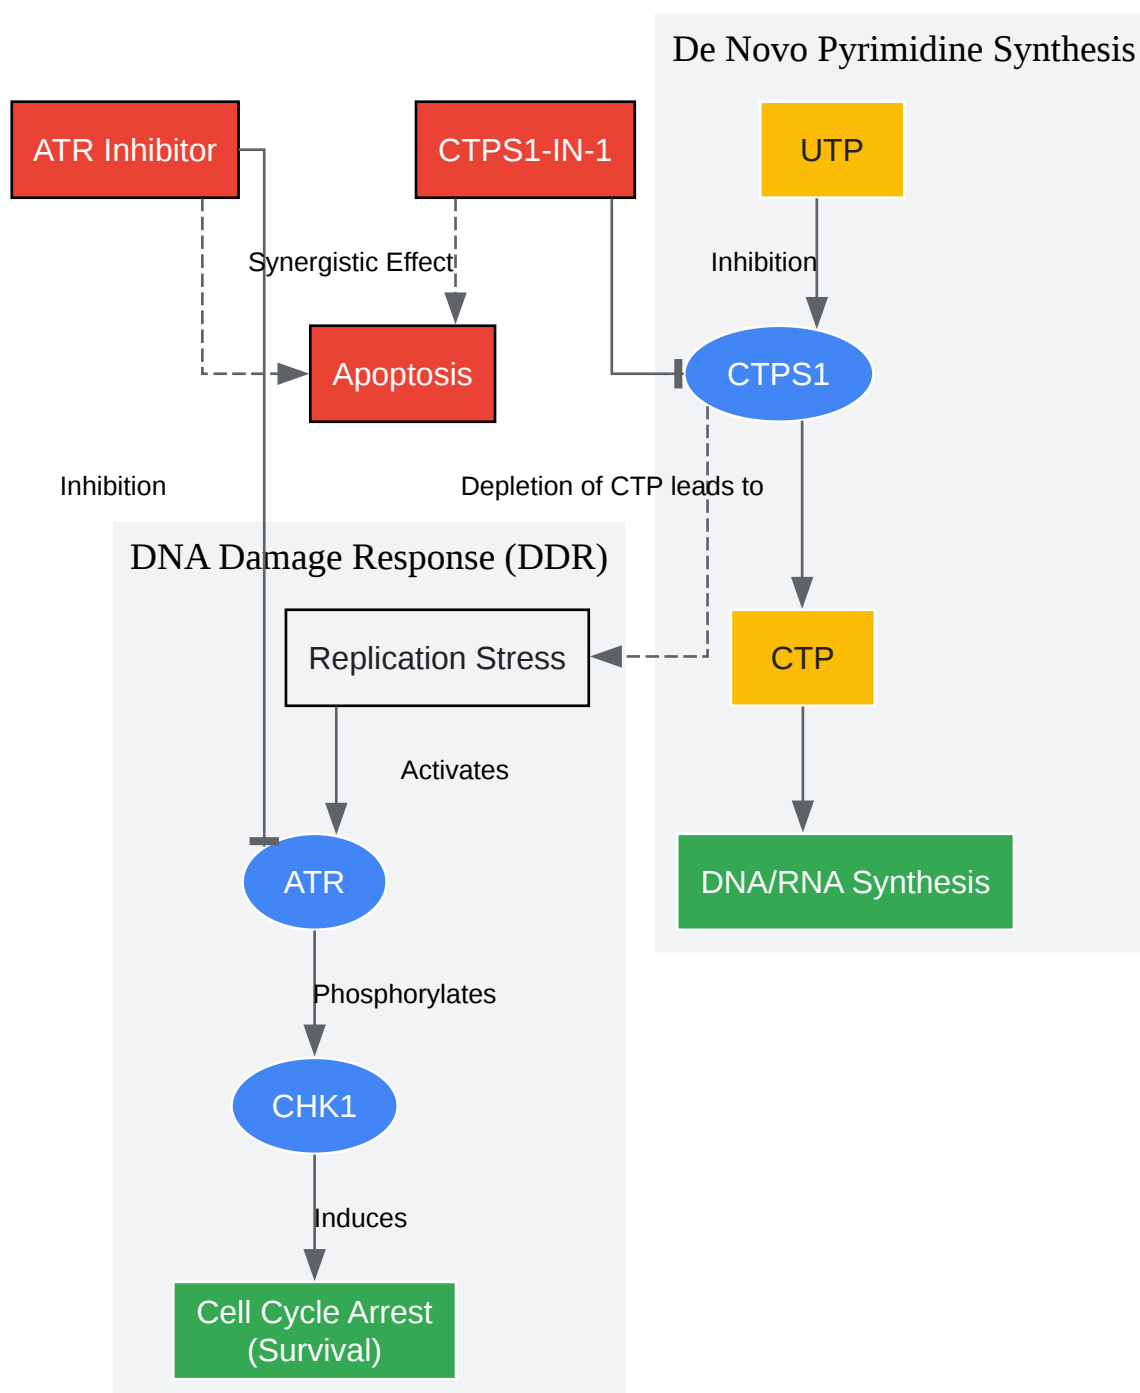 De Novo Pyrimidine Synthesis
ATR Inhibitor
CTPS1-IN-1
UTP
Synergistic Effect
Inhibition
Apoptosis
CTPS1
Inhibition
Depletion of CTP leads to
DNA Damage Response (DDR)
Replication Stress
CTP
Activates
ATR
DNA/RNA Synthesis
Phosphorylates
CHK1
Induces
Cell Cycle Arrest
(Survival)